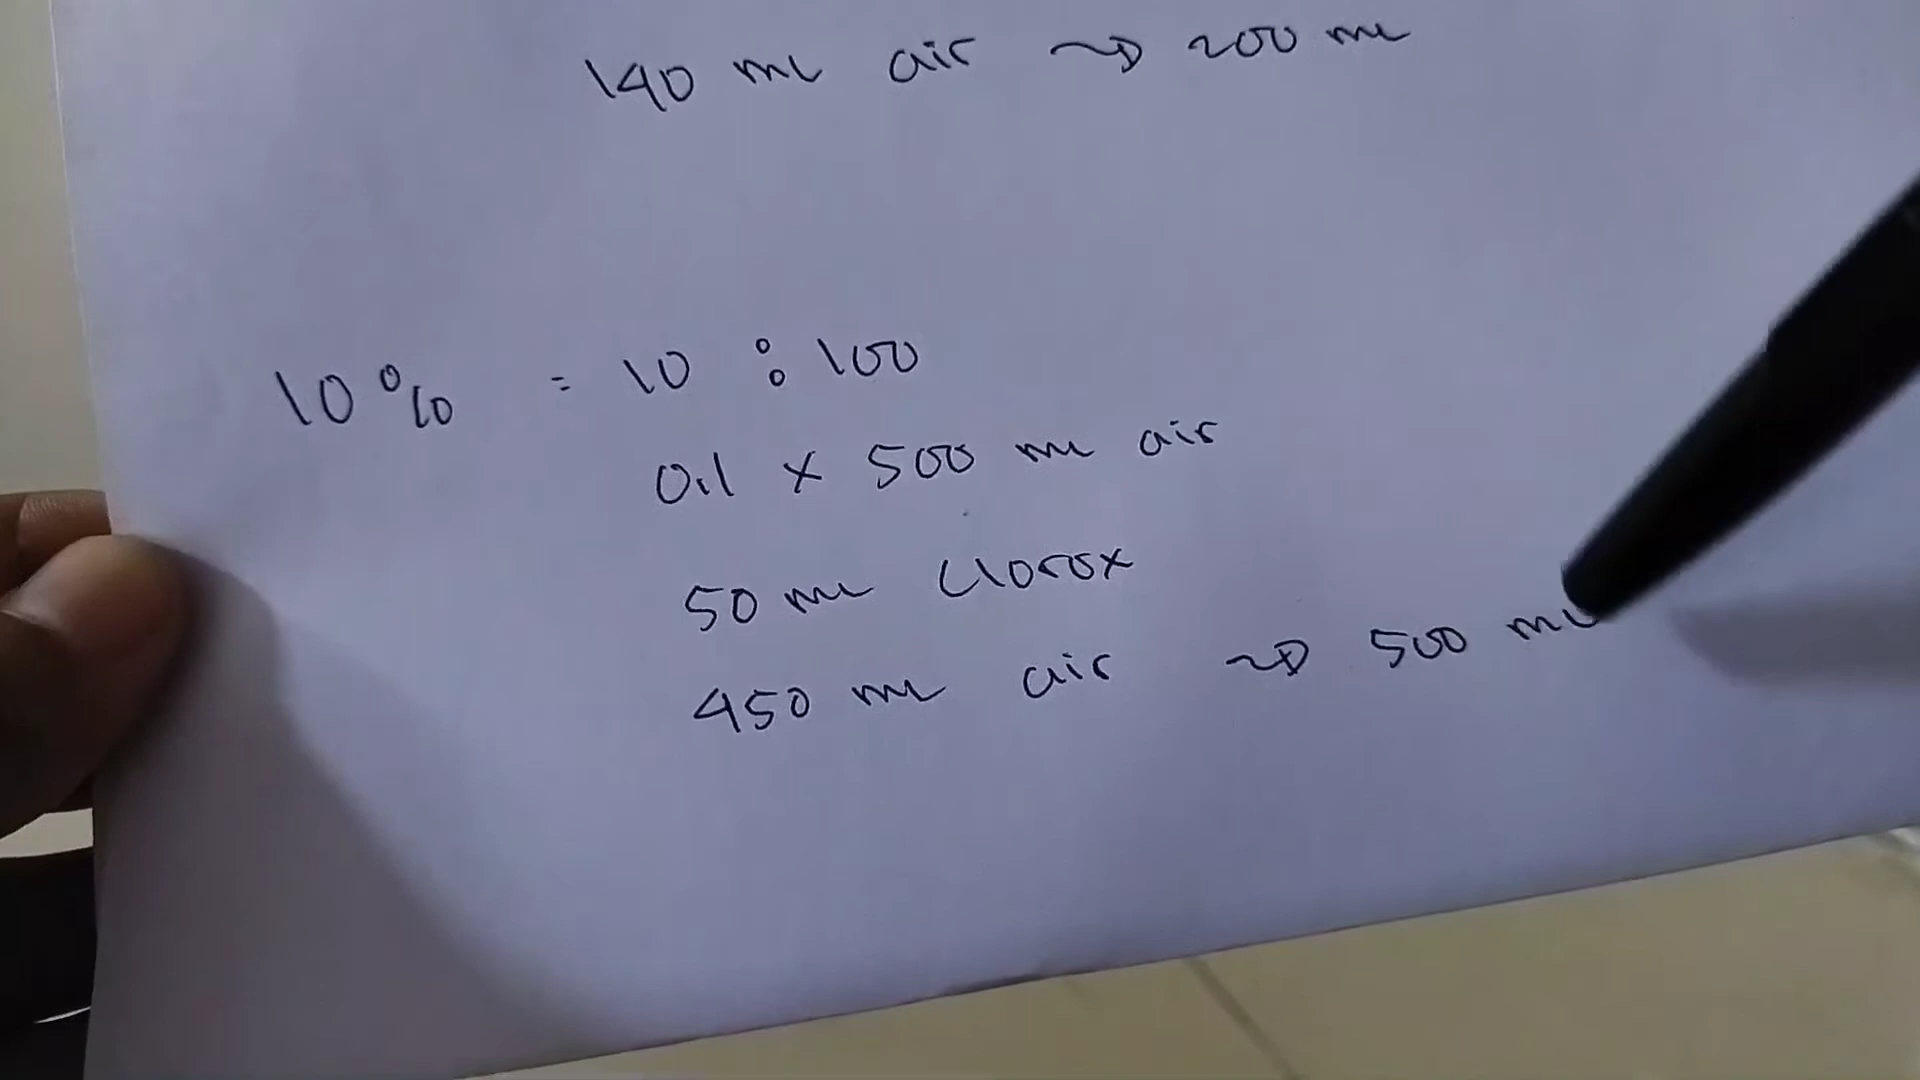 140 ml air → 200 ml
10% = 10 : 100
0.1 x 500 ml air
50 ml Clorox
450 ml air → 500 ml